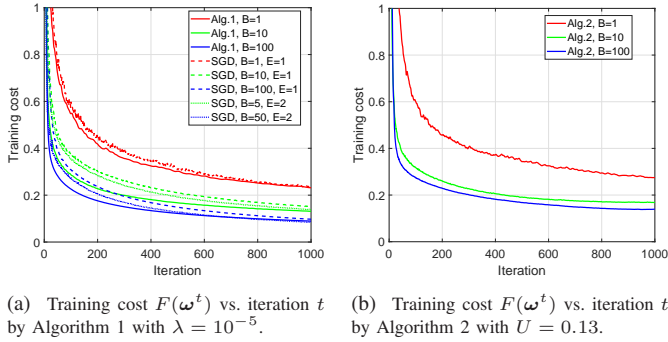 1
0.8
0.6
0.4
0.2
0
Training cost
0 200 400 600 800 1000
Iteration
Alg.1, B=1
Alg.1, B=10
Alg.1, B=100
SGD, B=1, E=1
SGD, B=10, E=1
SGD, B=100, E=1
SGD, B=5, E=2
SGD, B=50, E=2
(a) Training cost F(𝝎ᵗ) vs. iteration t
by Algorithm 1 with λ = 10⁻⁵.
1
0.8
0.6
0.4
0.2
0
Training cost
0 200 400 600 800 1000
Iteration
Alg.2, B=1
Alg.2, B=10
Alg.2, B=100
(b) Training cost F(𝝎ᵗ) vs. iteration t
by Algorithm 2 with U = 0.13.